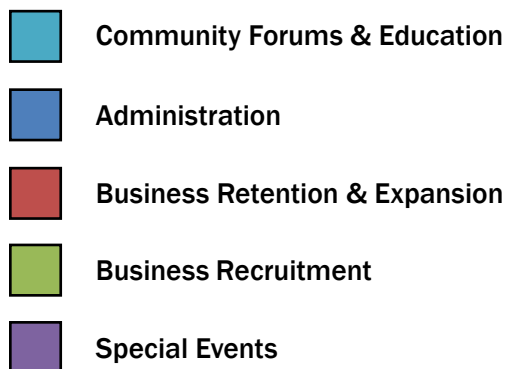 Community Forums & Education
Administration
Business Retention & Expansion
Business Recruitment
Special Events